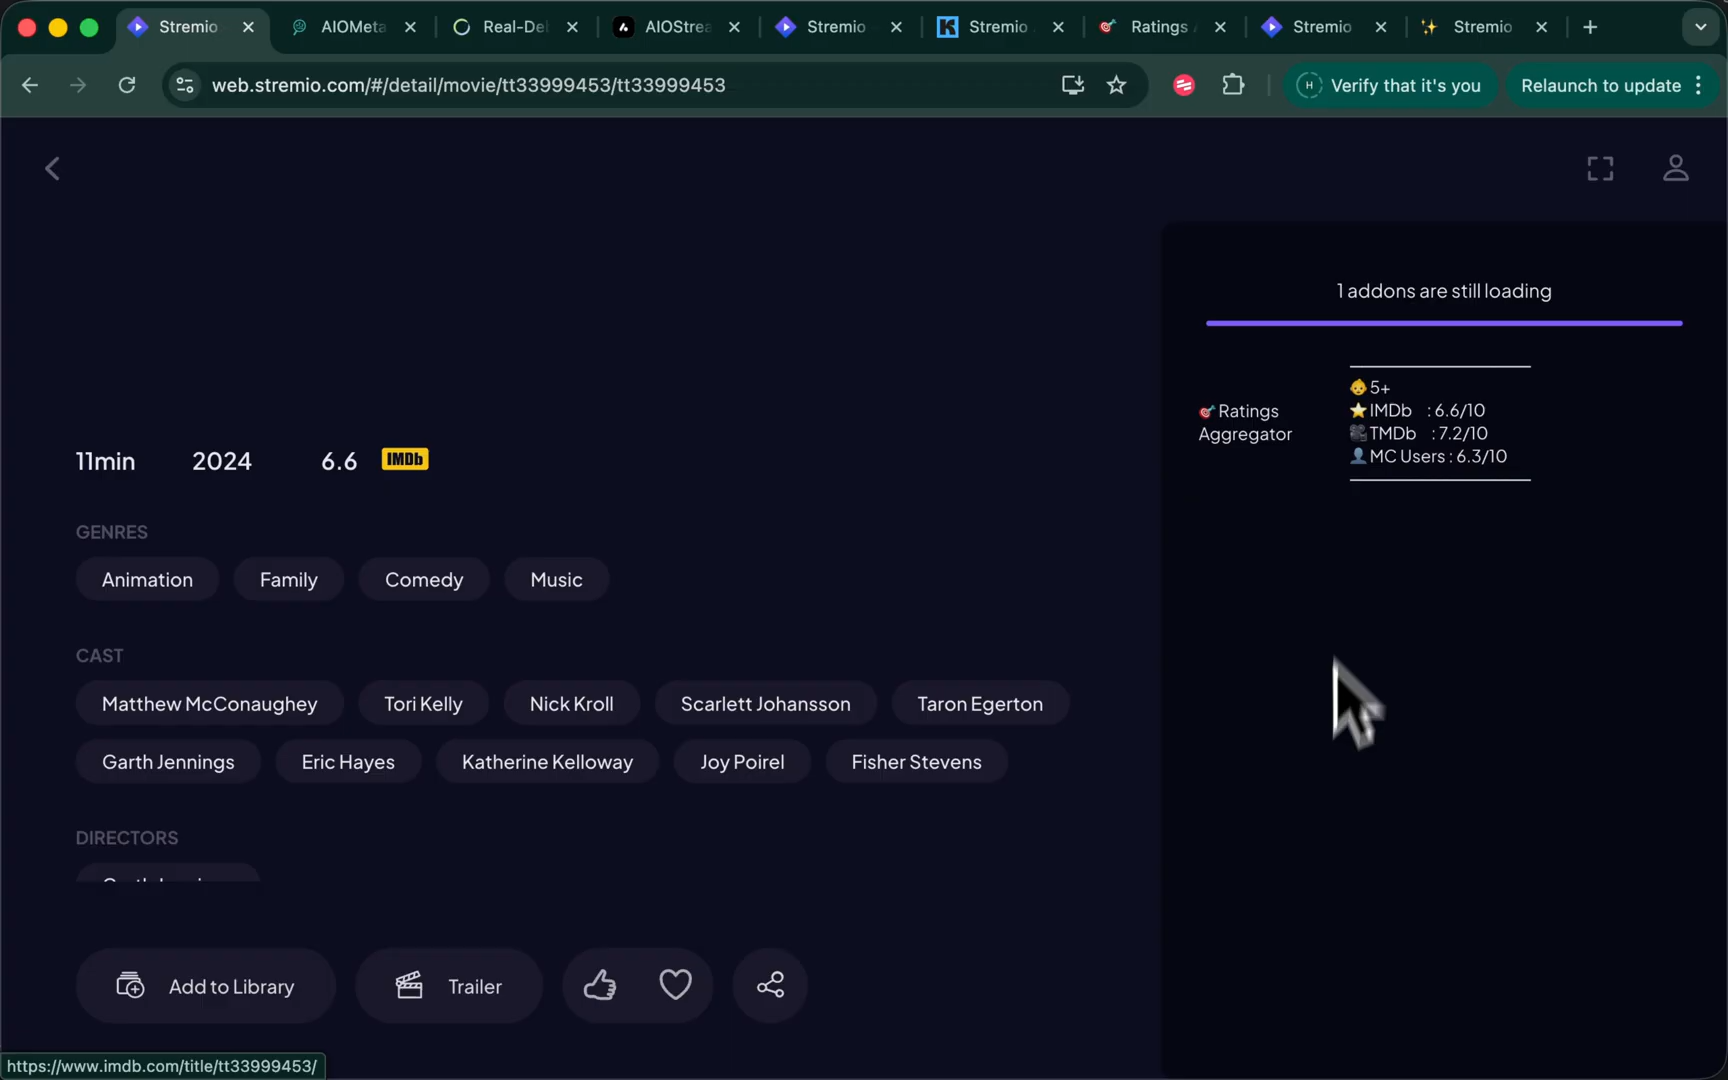 Stremio
AIOMeta
Real-Del
AIOStrea
Stremio
Stremio
Ratings
Stremio
Stremio
web.stremio.com/#/detail/movie/tt33999453/tt33999453
H
Verify that it's you
Relaunch to update
1 addons are still loading
🎯Ratings
Aggregator
👶5+
⭐IMDb : 6.6/10
🎥TMDb : 7.2/10
👤MC Users : 6.3/10
11min
2024
6.6
IMDb
GENRES
Animation
Family
Comedy
Music
CAST
Matthew McConaughey
Tori Kelly
Nick Kroll
Scarlett Johansson
Taron Egerton
Garth Jennings
Eric Hayes
Katherine Kelloway
Joy Poirel
Fisher Stevens
DIRECTORS
Add to Library
Trailer
https://www.imdb.com/title/tt33999453/